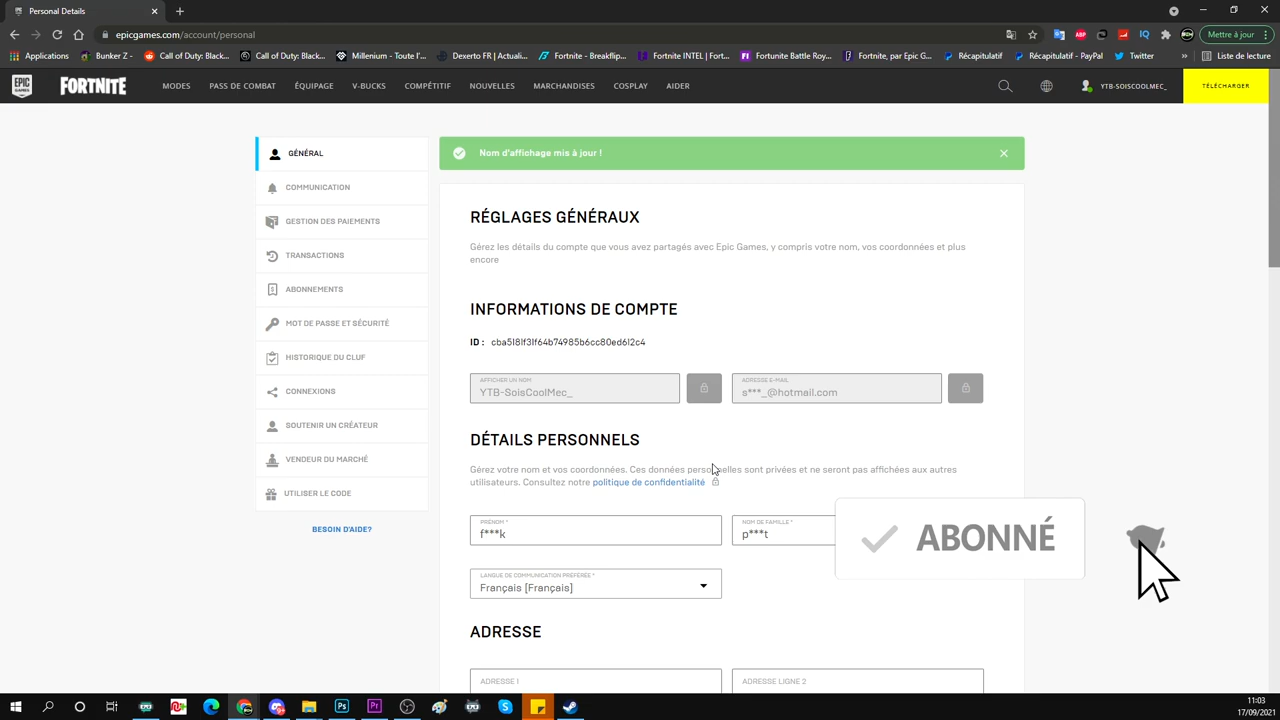 Personal Details
epicgames.com/account/personal
Mettre à jour
Applications
Bunker Z -
Call of Duty: Black...
Call of Duty: Black...
Millenium - Toute l'...
Dexerto FR | Actuali...
Fortnite - Breakflip...
Fortnite INTEL | Fort...
Fortunite Battle Roy...
Fortnite, par Epic G...
Récapitulatif
Récapitulatif
Twitter
»
Liste de lecture
EPIC GAMES
FORTNITE
MODES
PASS DE COMBAT
ÉQUIPAGE
V-BUCKS
COMPÉTITIF
NOUVELLES
MARCHANDISES
COSPLAY
AIDER
YTB-SOISCOOLMEC_
TÉLÉCHARGER
GÉNÉRAL
COMMUNICATION
GESTION DES PAIEMENTS
TRANSACTIONS
ABONNEMENTS
MOT DE PASSE ET SÉCURITÉ
HISTORIQUE DU CLUF
CONNEXIONS
SOUTENIR UN CRÉATEUR
VENDEUR DU MARCHÉ
UTILISER LE CODE
BESOIN D'AIDE?
Nom d'affichage mis à jour !
RÉGLAGES GÉNÉRAUX
Gérez les détails du compte que vous avez partagés avec Epic Games, y compris votre nom, vos coordonnées et plus
encore
INFORMATIONS DE COMPTE
ID : cba5181f31f64b74985b6cc80ed612c4
AFFICHER UN NOM
YTB-SoisCoolMec_
ADRESSE E-MAIL
s***_@hotmail.com
DÉTAILS PERSONNELS
Gérez votre nom et vos coordonnées. Ces données personnelles sont privées et ne seront pas affichées aux autres
utilisateurs. Consultez notre politique de confidentialité
PRÉNOM *
f***k
NOM DE FAMILLE *
p***t
ABONNÉ
LANGUE DE COMMUNICATION PRÉFÉRÉE *
Français [Français]
ADRESSE
ADRESSE 1
ADRESSE LIGNE 2
11:03
17/09/2021